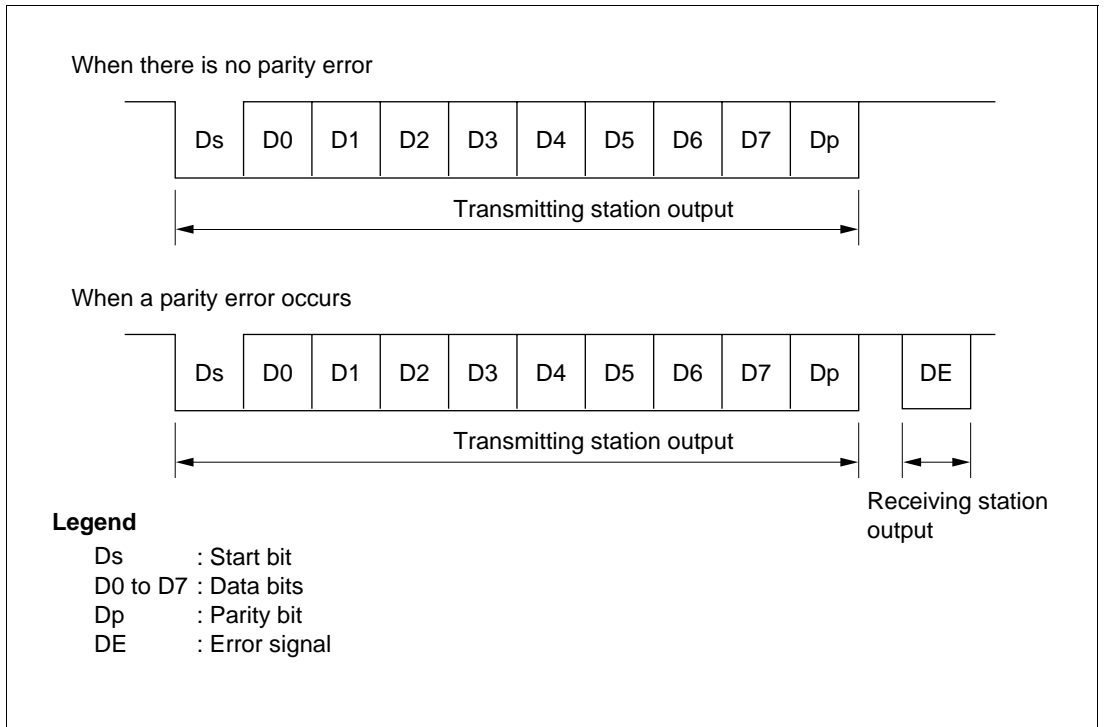 When there is no parity error
Ds D0 D1 D2 D3 D4 D5 D6 D7 Dp
Transmitting station output
When a parity error occurs
Ds D0 D1 D2 D3 D4 D5 D6 D7 Dp DE
Transmitting station output
Receiving station
output
Legend
Ds : Start bit
D0 to D7 : Data bits
Dp : Parity bit
DE : Error signal